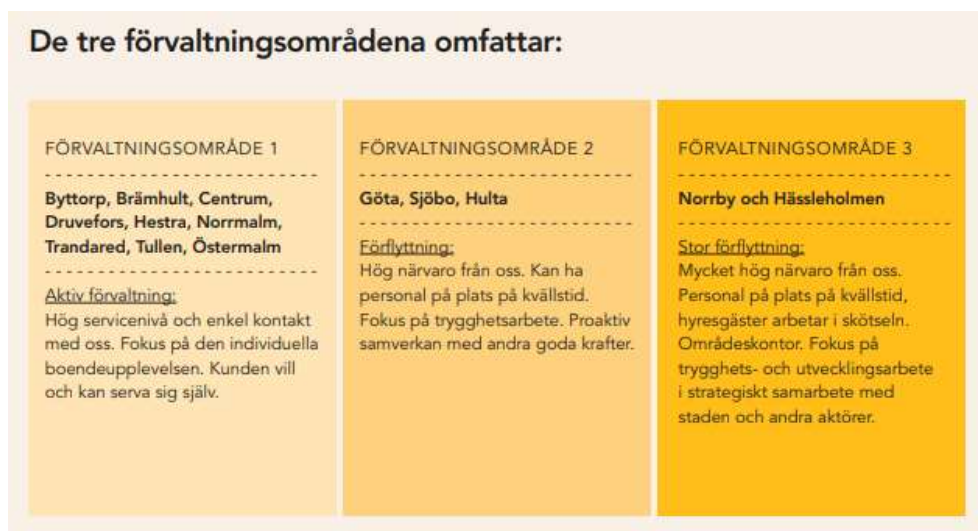 De tre förvaltningsområdena omfattar:
FÖRVALTNINGSOMRÅDE 1
Byttorp, Brämhult, Centrum,
Druvefors, Hestra, Norrmalm,
Trandared, Tullen, Östermalm
Aktiv förvaltning:
Hög servicenivå och enkel kontakt
med oss. Fokus på den individuella
boendeupplevelsen. Kunden vill
och kan serva sig själv.
FÖRVALTNINGSOMRÅDE 2
Göta, Sjöbo, Hulta
Förflyttning:
Hög närvaro från oss. Kan ha
personal på plats på kvällstid.
Fokus på trygghetsarbete. Proaktiv
samverkan med andra goda krafter.
FÖRVALTNINGSOMRÅDE 3
Norrby och Hässleholmen
Stor förflyttning:
Mycket hög närvaro från oss.
Personal på plats på kvällstid,
hyresgäster arbetar i skötseln.
Områdeskontor. Fokus på
trygghets- och utvecklingsarbete
i strategiskt samarbete med
staden och andra aktörer.